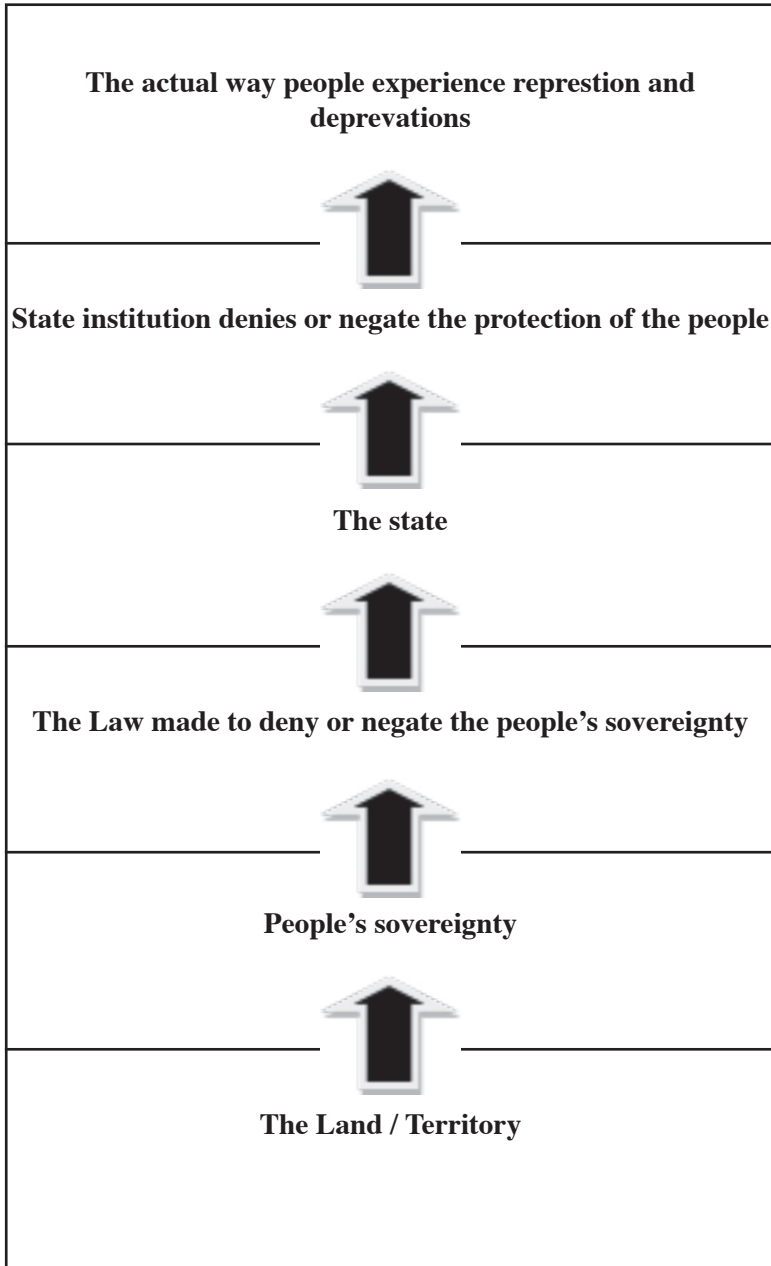 The actual way people experience represtion and
deprevations
State institution denies or negate the protection of the people
The state
The Law made to deny or negate the people’s sovereignty
People’s sovereignty
The Land / Territory